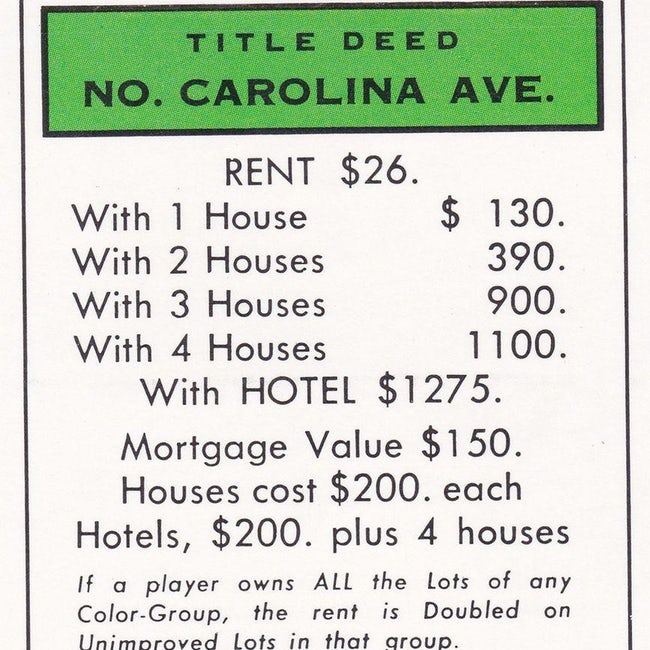 TITLE DEED
NO. CAROLINA AVE.
RENT $26.
With 1 House $ 130.
With 2 Houses 390.
With 3 Houses 900.
With 4 Houses 1100.
With HOTEL $1275.
Mortgage Value $150.
Houses cost $200. each
Hotels, $200. plus 4 houses
If a player owns ALL the Lots of any
Color-Group, the rent is Doubled on
Unimproved Lots in that group.